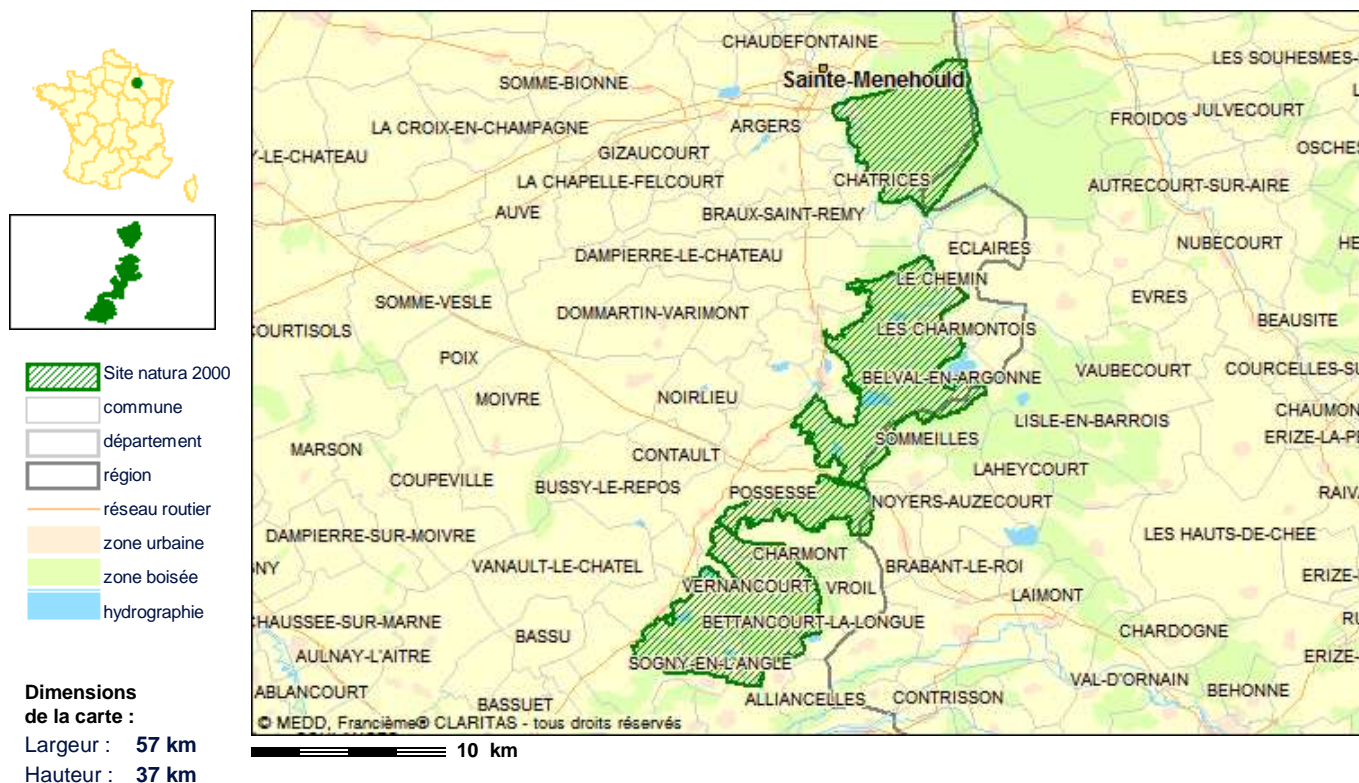 Site natura 2000
commune
département
région
réseau routier
zone urbaine
zone boisée
hydrographie
Dimensions
de la carte :
Largeur : 57 km
Hauteur : 37 km
CHAUDEFONTAINE
LES SOUHESMES-
SOMME-BIONNE
Sainte-Menehould
JULVECOURT
FROIDOS
LA CROIX-EN-CHAMPAGNE
ARGERS
OSCHES
Y-LE-CHATEAU
GIZAUCOURT
LA CHAPELLE-FELCOURT
CHATRICES
AUTRECOURT-SUR-AIRE
AUVE
BRAUX-SAINT-REMY
ECLAIRES
NUBECOURT
HE
DAMPIERRE-LE-CHATEAU
LE CHEMIN
SOMME-VESLE
EVRES
DOMMARTIN-VARIMONT
BEAUSITE
COURTISOLS
LES CHARMONTOIS
POIX
BELVAL-EN-ARGONNE
VAUBECOURT
COURCELLES-SU
MOIVRE
NOIRLIEU
LISLE-EN-BARROIS
CHAUMON
MARSON
SOMMEILLES
ERIZE-LA-PE
CONTAULT
LAHEYCOURT
COUPEVILLE
BUSSY-LE-REPOS
POSSESSE
NOYERS-AUZECOURT
RAIVA
DAMPIERRE-SUR-MOIVRE
LES HAUTS-DE-CHEE
CHARMONT
GNY
VANAULT-LE-CHATEL
BRABANT-LE-ROI
ERIZE-
VERNANCOURT
VROIL
LAIMONT
CHAUSSEE-SUR-MARNE
BASSU
BETTANCOURT-LA-LONGUE
CHARDOGNE
RU
AULNAY-L'AITRE
SOGNY-EN-L'ANGLE
ERIZE-
VAL-D'ORNAIN
ABLANCOURT
BASSUET
ALLIANCELLES
CONTRISSON
BEHONNE
© MEDD, Francième® CLARITAS - tous droits réservés
10 km